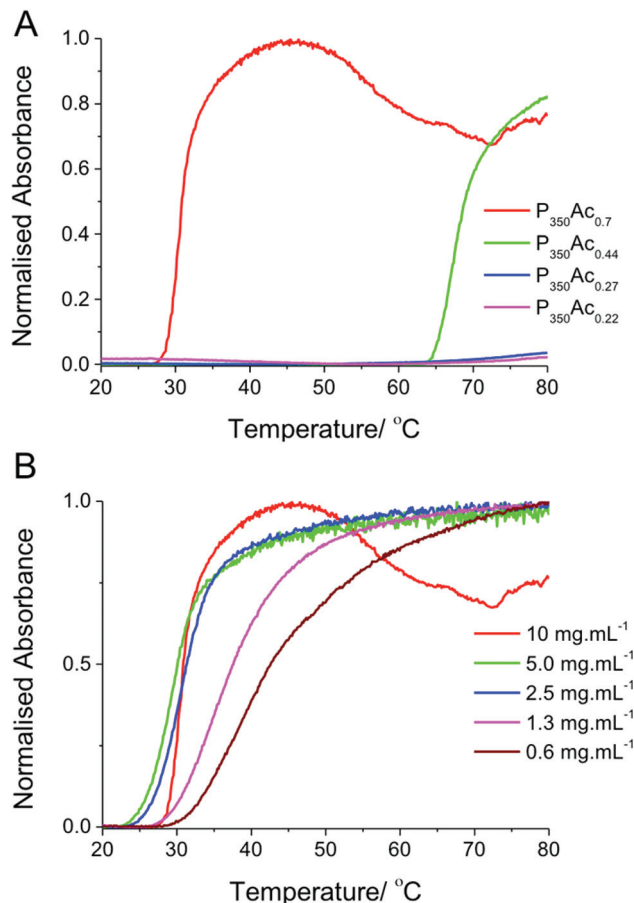 A
1.0
0.8
0.6
0.4
0.2
0.0
Normalised Absorbance
P350Ac0.7
P350Ac0.44
P350Ac0.27
P350Ac0.22
20 30 40 50 60 70 80
Temperature/ °C
B
1.0
0.5
0.0
Normalised Absorbance
10 mg.mL-1
5.0 mg.mL-1
2.5 mg.mL-1
1.3 mg.mL-1
0.6 mg.mL-1
20 30 40 50 60 70 80
Temperature/ °C